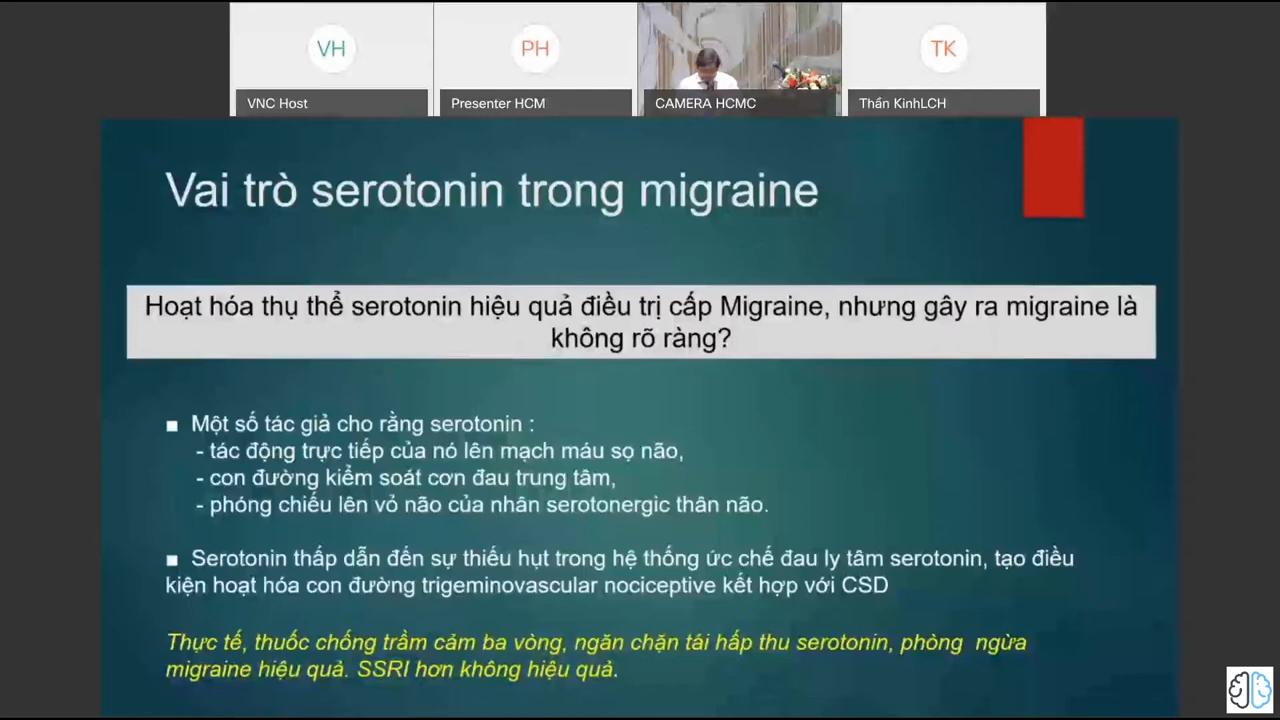 VH
PH
TK
VNC Host
Presenter HCM
CAMERA HCMC
Thần KinhLCH
Vai trò serotonin trong migraine
Hoạt hóa thụ thể serotonin hiệu quả điều trị cấp Migraine, nhưng gây ra migraine là
không rõ ràng?
■ Một số tác giả cho rằng serotonin :
- tác động trực tiếp của nó lên mạch máu sọ não,
- con đường kiểm soát cơn đau trung tâm,
- phóng chiếu lên vỏ não của nhân serotonergic thân não.
■ Serotonin thấp dẫn đến sự thiếu hụt trong hệ thống ức chế đau ly tâm serotonin, tạo điều
kiện hoạt hóa con đường trigeminovascular nociceptive kết hợp với CSD
Thực tế, thuốc chống trầm cảm ba vòng, ngăn chặn tái hấp thu serotonin, phòng ngừa
migraine hiệu quả. SSRI hơn không hiệu quả.